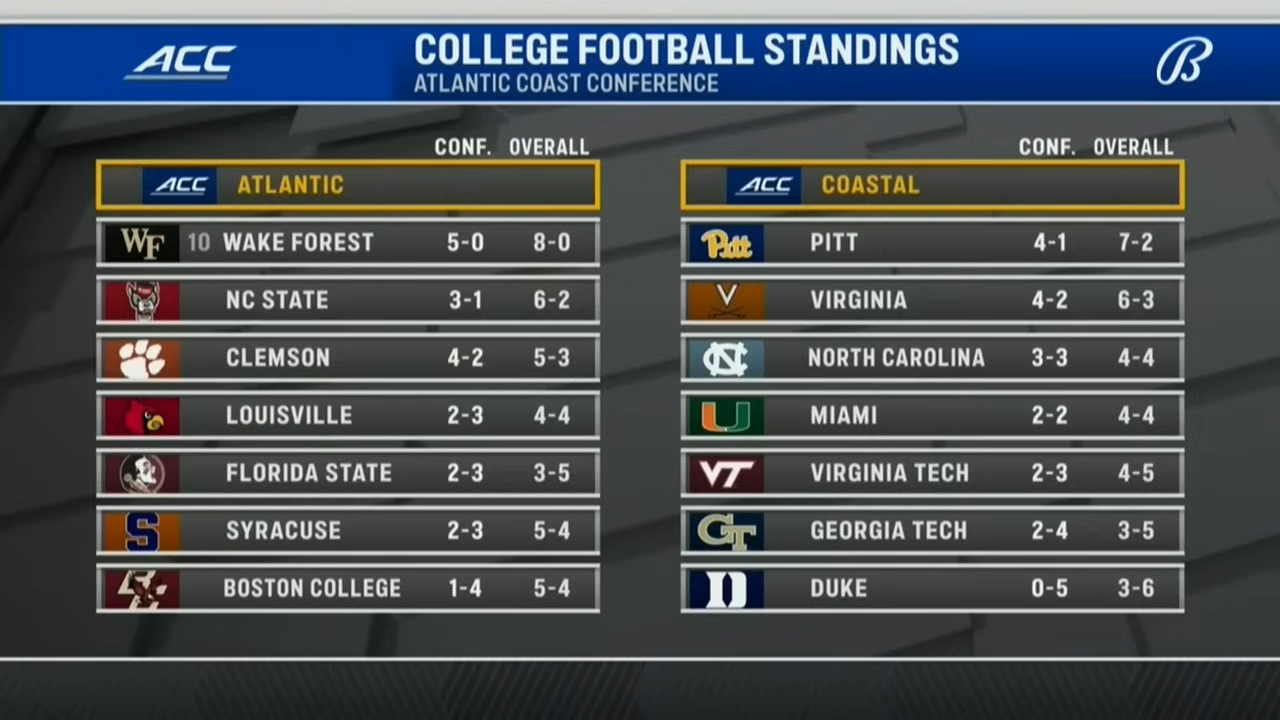 ACC
COLLEGE FOOTBALL STANDINGS
ATLANTIC COAST CONFERENCE
B
CONF. OVERALL
ACC ATLANTIC
WF 10 WAKE FOREST 5-0 8-0
NC STATE 3-1 6-2
CLEMSON 4-2 5-3
LOUISVILLE 2-3 4-4
FLORIDA STATE 2-3 3-5
S SYRACUSE 2-3 5-4
BC BOSTON COLLEGE 1-4 5-4
CONF. OVERALL
ACC COASTAL
Pitt PITT 4-1 7-2
V VIRGINIA 4-2 6-3
NC NORTH CAROLINA 3-3 4-4
U MIAMI 2-2 4-4
VT VIRGINIA TECH 2-3 4-5
GT GEORGIA TECH 2-4 3-5
D DUKE 0-5 3-6